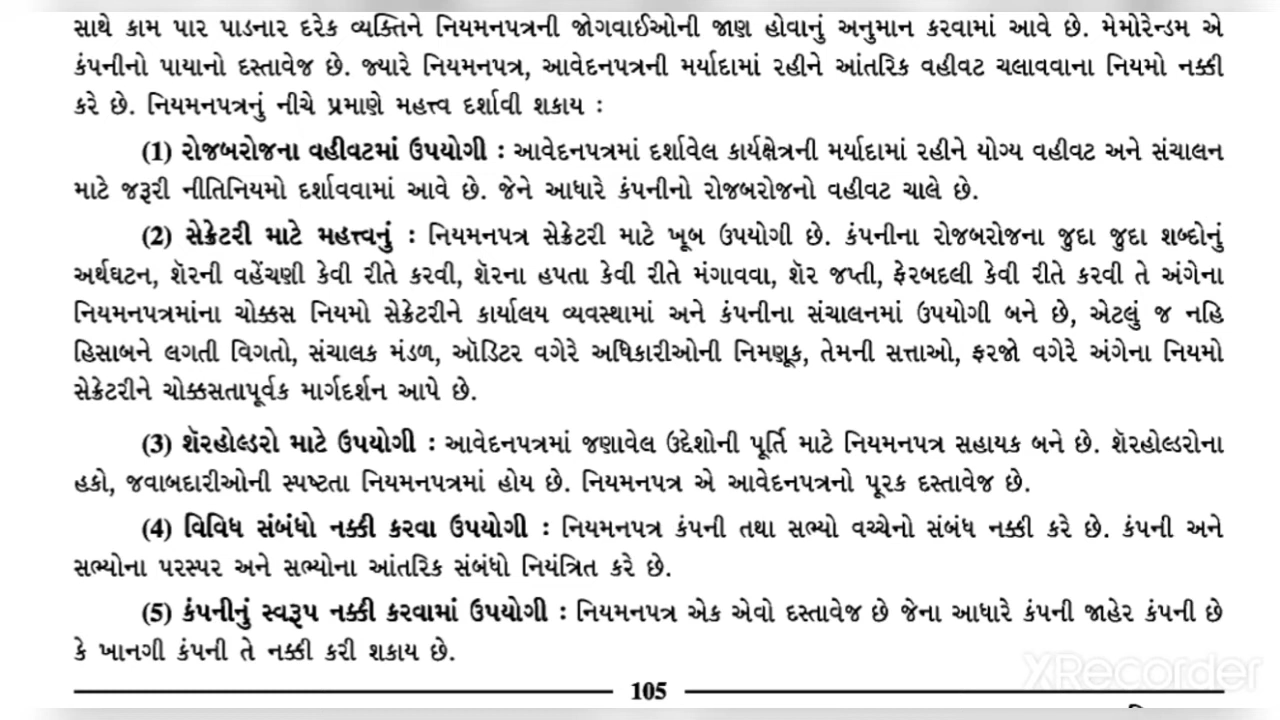 સાથે કામ પાર પાડનાર દરેક વ્યક્તિને નિયમનપત્રની જોગવાઈઓની જાણ હોવાનું અનુમાન કરવામાં આવે છે. મેમોરેન્ડમ એ
કંપનીનો પાયાનો દસ્તાવેજ છે. જ્યારે નિયમનપત્ર, આવેદનપત્રની મર્યાદામાં રહીને આંતરિક વહીવટ ચલાવવાના નિયમો નક્કી
કરે છે. નિયમનપત્રનું નીચે પ્રમાણે મહત્ત્વ દર્શાવી શકાય :
(1) રોજબરોજના વહીવટમાં ઉપયોગી : આવેદનપત્રમાં દર્શાવેલ કાર્યક્ષેત્રની મર્યાદામાં રહીને યોગ્ય વહીવટ અને સંચાલન
માટે જરૂરી નીતિનિયમો દર્શાવવામાં આવે છે. જેને આધારે કંપનીનો રોજબરોજનો વહીવટ ચાલે છે.
(2) સેક્રેટરી માટે મહત્ત્વનું : નિયમનપત્ર સેક્રેટરી માટે ખૂબ ઉપયોગી છે. કંપનીના રોજબરોજના જુદા જુદા શબ્દોનું
અર્થઘટન, શૅરની વહેંચણી કેવી રીતે કરવી, શૅરના હપતા કેવી રીતે મંગાવવા, શૅર જપ્તી, ફેરબદલી કેવી રીતે કરવી તે અંગેના
નિયમનપત્રમાંના ચોક્કસ નિયમો સેક્રેટરીને કાર્યાલય વ્યવસ્થામાં અને કંપનીના સંચાલનમાં ઉપયોગી બને છે, એટલું જ નહિ
હિસાબને લગતી વિગતો, સંચાલક મંડળ, ઑડિટર વગેરે અધિકારીઓની નિમણૂક, તેમની સત્તાઓ, ફરજો વગેરે અંગેના નિયમો
સેક્રેટરીને ચોક્કસતાપૂર્વક માર્ગદર્શન આપે છે.
(3) શૅરહોલ્ડરો માટે ઉપયોગી : આવેદનપત્રમાં જણાવેલ ઉદેશોની પૂર્તિ માટે નિયમનપત્ર સહાયક બને છે. શૅરહોલ્ડરોના
હકો, જવાબદારીઓની સ્પષ્ટતા નિયમનપત્રમાં હોય છે. નિયમનપત્ર એ આવેદનપત્રનો પૂરક દસ્તાવેજ છે.
(4) વિવિધ સંબંધો નક્કી કરવા ઉપયોગી : નિયમનપત્ર કંપની તથા સભ્યો વચ્ચેનો સંબંધ નક્કી કરે છે. કંપની અને
સભ્યોના પરસ્પર અને સભ્યોના આંતરિક સંબંધો નિયંત્રિત કરે છે.
(5) કંપનીનું સ્વરૂપ નક્કી કરવામાં ઉપયોગી : નિયમનપત્ર એક એવો દસ્તાવેજ છે જેના આધારે કંપની જાહેર કંપની છે
કે ખાનગી કંપની તે નક્કી કરી શકાય છે.
XRecorder
105